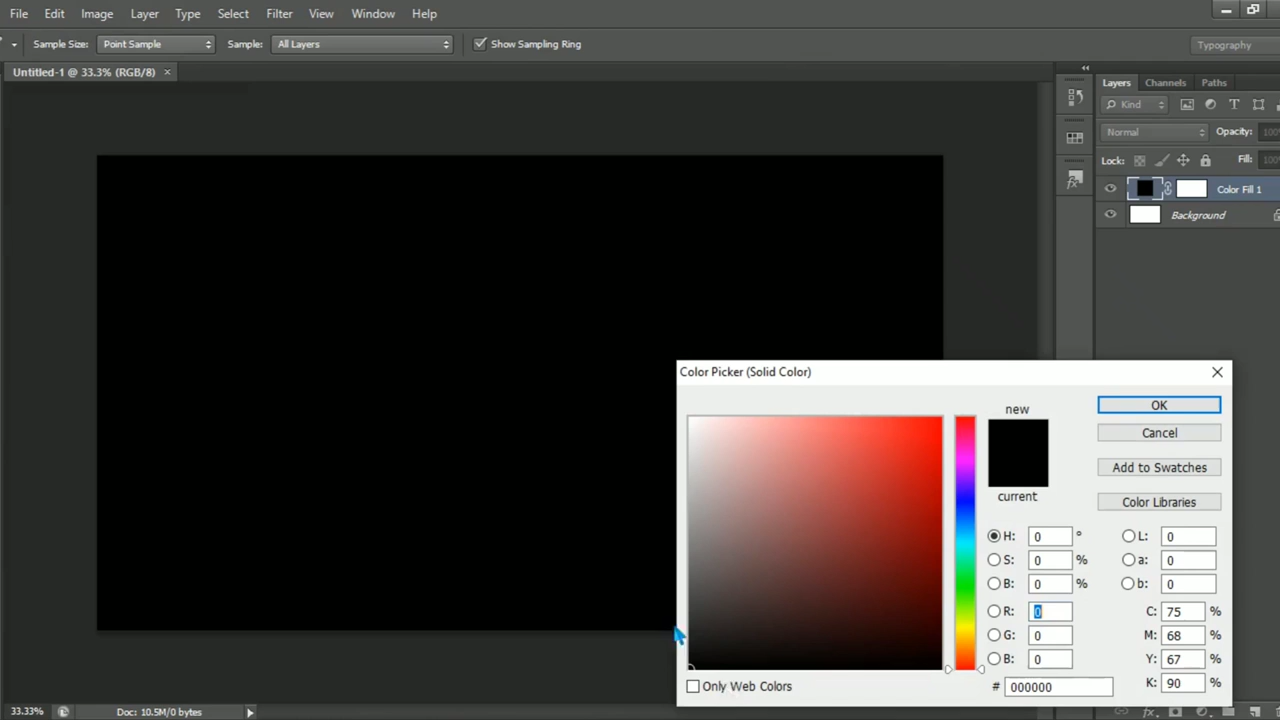 File Edit Image Layer Type Select Filter View Window Help
Sample Size: Point Sample Sample: All Layers Show Sampling Ring Typography
Untitled-1 @ 33.3% (RGB/8) ×
Layers Channels Paths
Kind
Normal Opacity: 100
Lock: Fill: 100
Color Fill 1
Background
Color Picker (Solid Color)
new
current
OK
Cancel
Add to Swatches
Color Libraries
H: 0 ° L: 0
S: 0 % a: 0
B: 0 % b: 0
R: 0 C: 75 %
G: 0 M: 68 %
B: 0 Y: 67 %
# 000000 K: 90 %
Only Web Colors
33.33% Doc: 10.5M/0 bytes